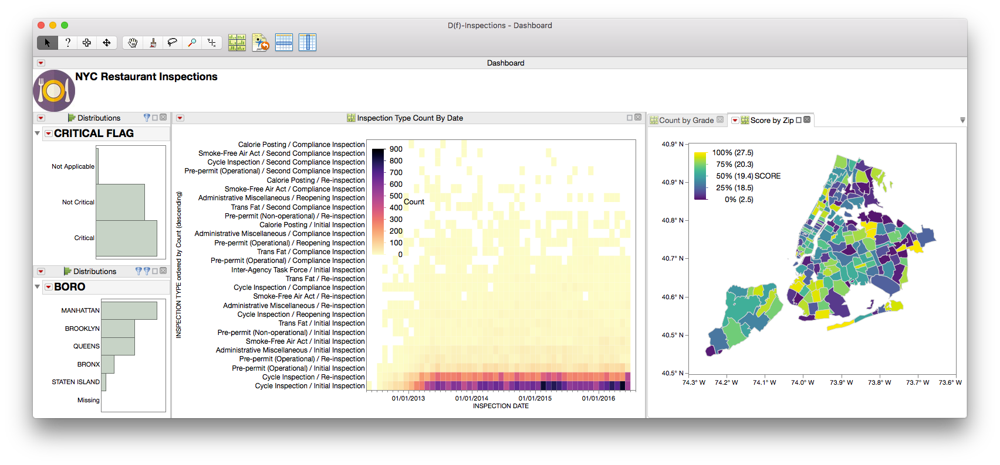 D(f)-Inspections - Dashboard
Dashboard
NYC Restaurant Inspections
Distributions
CRITICAL FLAG
Not Applicable
Not Critical
Critical
Distributions
BORO
MANHATTAN
BROOKLYN
QUEENS
BRONX
STATEN ISLAND
Missing
Inspection Type Count By Date
INSPECTION TYPE ordered by Count (descending)
Calorie Posting / Compliance Inspection
Smoke-Free Air Act / Second Compliance Inspection
Cycle Inspection / Second Compliance Inspection
Pre-permit (Operational) / Second Compliance Inspection
Calorie Posting / Re-inspection
Smoke-Free Air Act / Compliance Inspection
Administrative Miscellaneous / Reopening Inspection
Trans Fat / Second Compliance Inspection
Pre-permit (Non-operational) / Re-inspection
Calorie Posting / Initial Inspection
Administrative Miscellaneous / Compliance Inspection
Pre-permit (Operational) / Reopening Inspection
Trans Fat / Compliance Inspection
Pre-permit (Operational) / Compliance Inspection
Inter-Agency Task Force / Initial Inspection
Trans Fat / Re-inspection
Cycle Inspection / Compliance Inspection
Smoke-Free Air Act / Re-inspection
Administrative Miscellaneous / Re-inspection
Cycle Inspection / Reopening Inspection
Trans Fat / Initial Inspection
Pre-permit (Non-operational) / Initial Inspection
Smoke-Free Air Act / Initial Inspection
Administrative Miscellaneous / Initial Inspection
Pre-permit (Operational) / Re-inspection
Pre-permit (Operational) / Initial Inspection
Cycle Inspection / Re-inspection
Cycle Inspection / Initial Inspection
900
800
700
600
500
400
300
200
100
0
Count
01/01/2013 01/01/2014 01/01/2015 01/01/2016
INSPECTION DATE
Count by Grade
Score by Zip
100% (27.5)
75% (20.3)
50% (19.4) SCORE
25% (18.5)
0% (2.5)
40.9° N
40.9° N
40.8° N
40.7° N
40.6° N
40.5° N
40.5° N
74.3° W 74.2° W 74.1° W 74.0° W 73.9° W 73.8° W 73.7° W 73.6° W